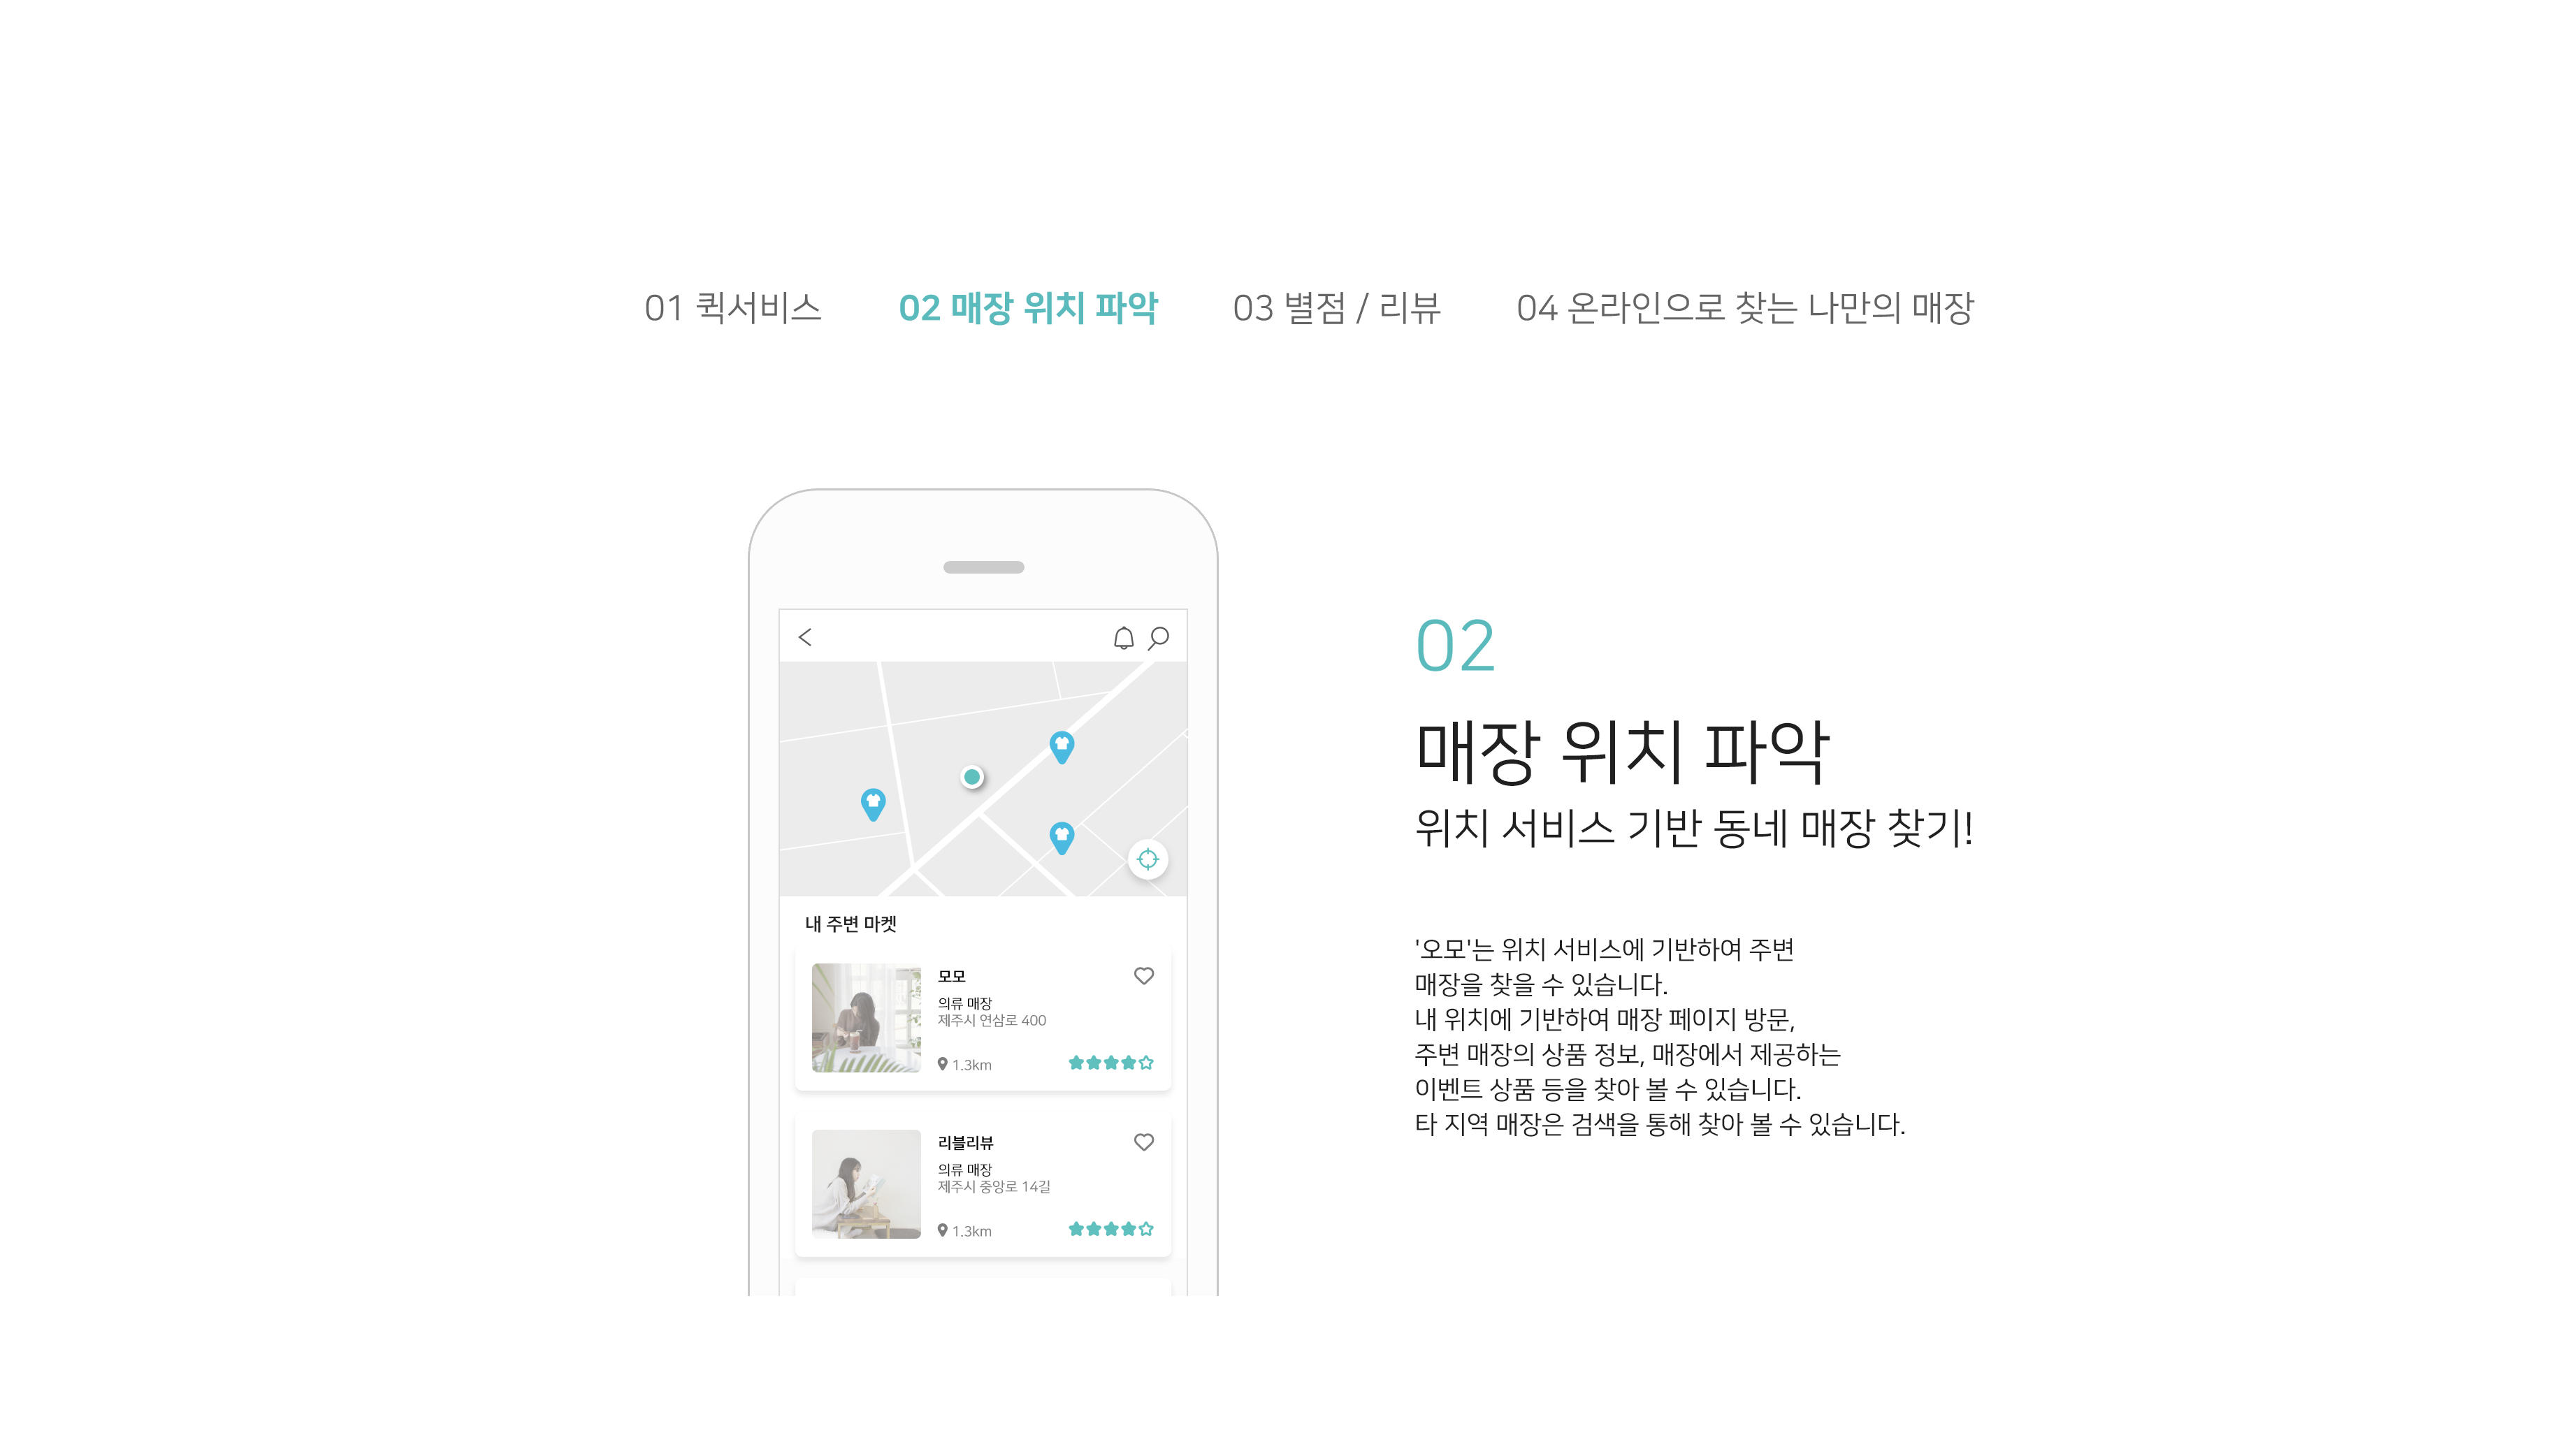 01 퀵서비스
02 매장 위치 파악
03 별점 / 리뷰
04 온라인으로 찾는 나만의 매장
내 주변 마켓
모모
의류 매장
제주시 연삼로 400
1.3km
리블리뷰
의류 매장
제주시 중앙로 14길
1.3km
02
매장 위치 파악
위치 서비스 기반 동네 매장 찾기!
'오모'는 위치 서비스에 기반하여 주변
매장을 찾을 수 있습니다.
내 위치에 기반하여 매장 페이지 방문,
주변 매장의 상품 정보, 매장에서 제공하는
이벤트 상품 등을 찾아 볼 수 있습니다.
타 지역 매장은 검색을 통해 찾아 볼 수 있습니다.